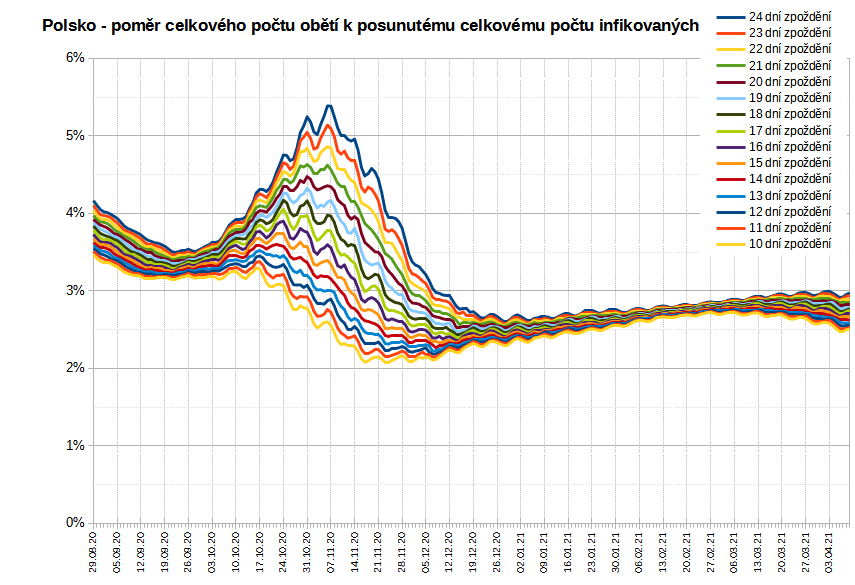 Polsko - poměr celkového počtu obětí k posunutému celkovému počtu infikovaných
24 dní zpoždění
23 dní zpoždění
22 dní zpoždění
21 dní zpoždění
20 dní zpoždění
19 dní zpoždění
18 dní zpoždění
17 dní zpoždění
16 dní zpoždění
15 dní zpoždění
14 dní zpoždění
13 dní zpoždění
12 dní zpoždění
11 dní zpoždění
10 dní zpoždění
6%
5%
4%
3%
2%
1%
0%
29.08.20
05.09.20
12.09.20
19.09.20
26.09.20
03.10.20
10.10.20
17.10.20
24.10.20
31.10.20
07.11.20
14.11.20
21.11.20
28.11.20
05.12.20
12.12.20
19.12.20
26.12.20
02.01.21
09.01.21
16.01.21
23.01.21
30.01.21
06.02.21
13.02.21
20.02.21
27.02.21
06.03.21
13.03.21
20.03.21
27.03.21
03.04.21